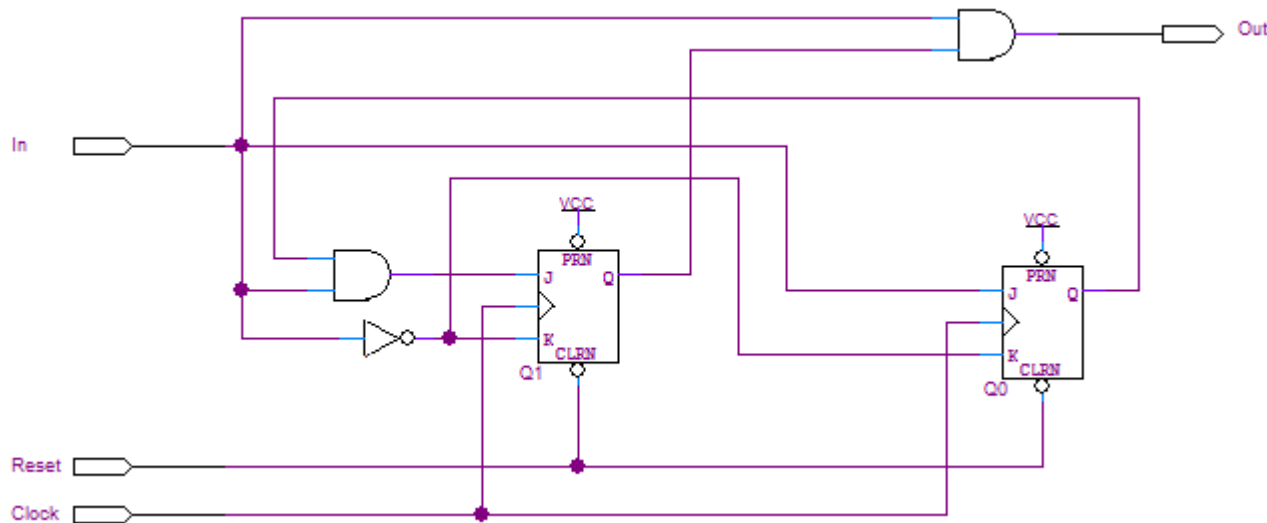 Out
In
VCC
PRN
J
Q
K
CLRN
Q1
VCC
PRN
J
Q
K
CLRN
Q0
Reset
Clock